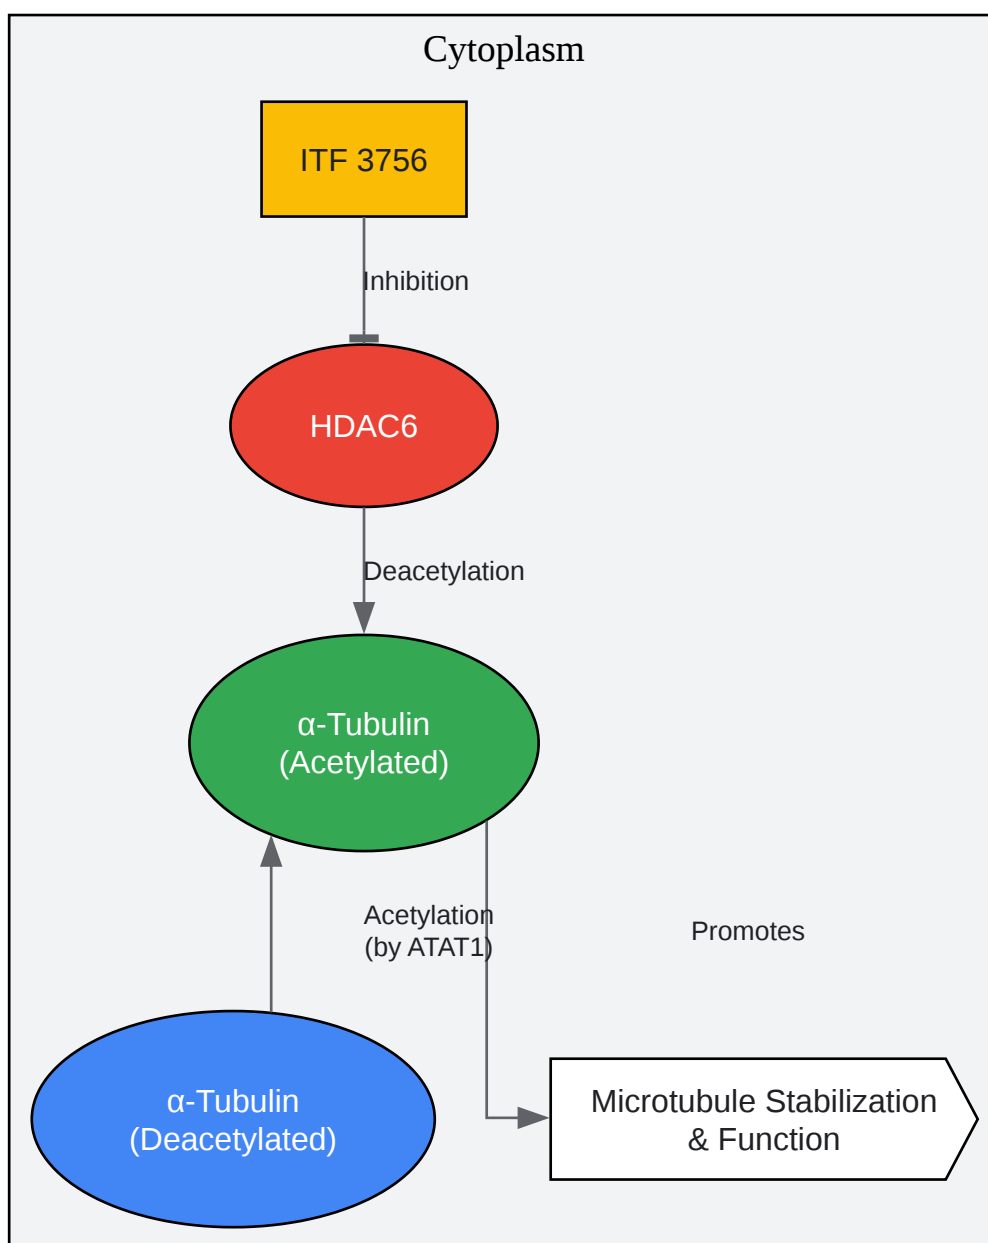 Cytoplasm
ITF 3756
Inhibition
HDAC6
Deacetylation
α-Tubulin
(Acetylated)
Acetylation
(by ATAT1)
Promotes
α-Tubulin
(Deacetylated)
Microtubule Stabilization
& Function